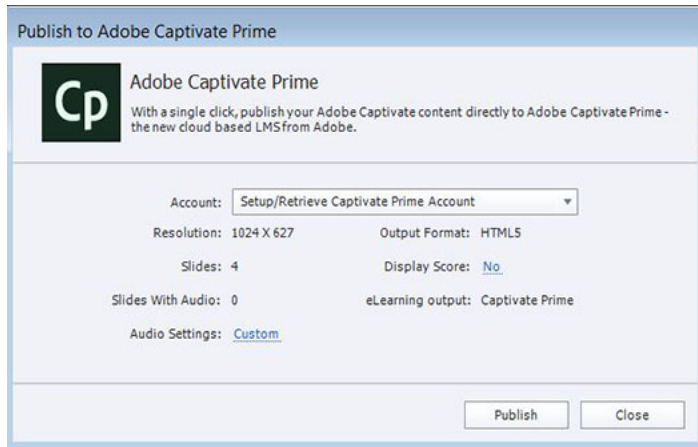 Publish to Adobe Captivate Prime
Cp
Adobe Captivate Prime
With a single click, publish your Adobe Captivate content directly to Adobe Captivate Prime -
the new cloud based LMS from Adobe.
Account: Setup/Retrieve Captivate Prime Account
Resolution: 1024 X 627 Output Format: HTML5
Slides: 4 Display Score: No
Slides With Audio: 0 eLearning output: Captivate Prime
Audio Settings: Custom
Publish Close